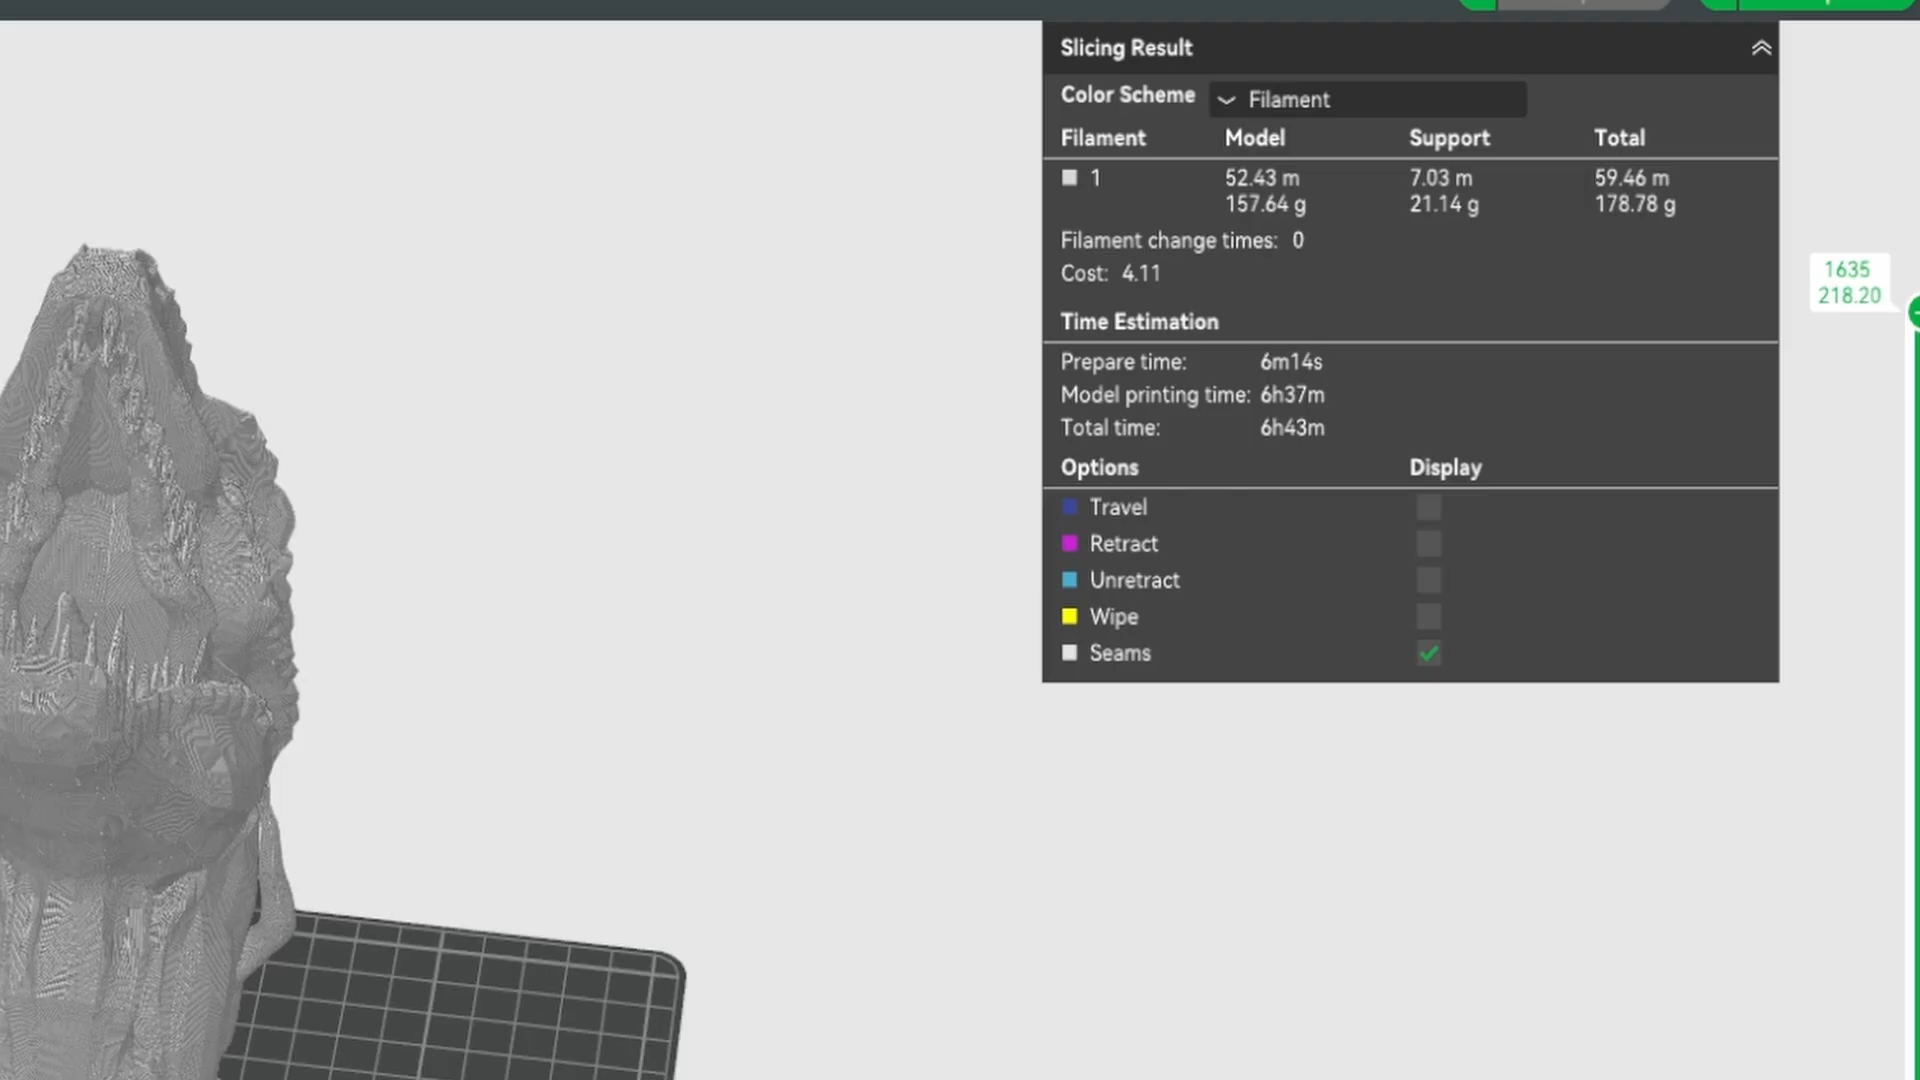 Slicing Result
Color Scheme Filament
Filament Model Support Total
1 52.43 m 7.03 m 59.46 m
157.64 g 21.14 g 178.78 g
Filament change times: 0
Cost: 4.11
1635
218.20
Time Estimation
Prepare time: 6m14s
Model printing time: 6h37m
Total time: 6h43m
Options Display
Travel
Retract
Unretract
Wipe
Seams